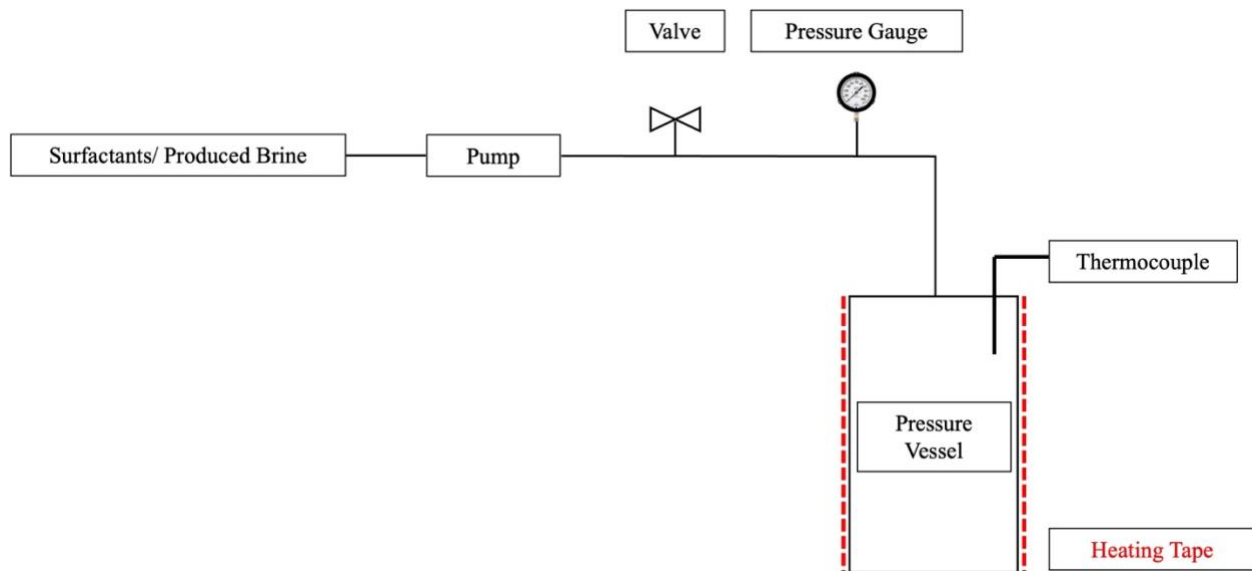 Valve
Pressure Gauge
Surfactants/ Produced Brine
Pump
Thermocouple
Pressure
Vessel
Heating Tape